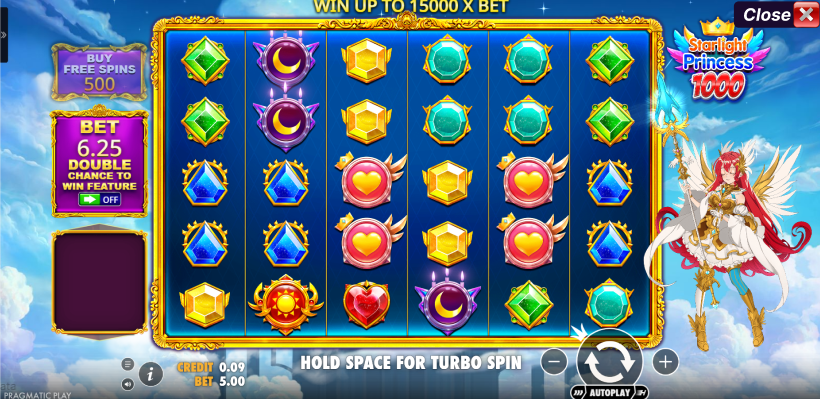 WIN UP TO 15000 X BET
Close
BUY
FREE SPINS
500
Starlight
Princess
1000
BET
6.25
DOUBLE
CHANCE TO
WIN FEATURE
OFF
CREDIT 0.09
BET 5.00
HOLD SPACE FOR TURBO SPIN
AUTOPLAY
PRAGMATIC PLAY